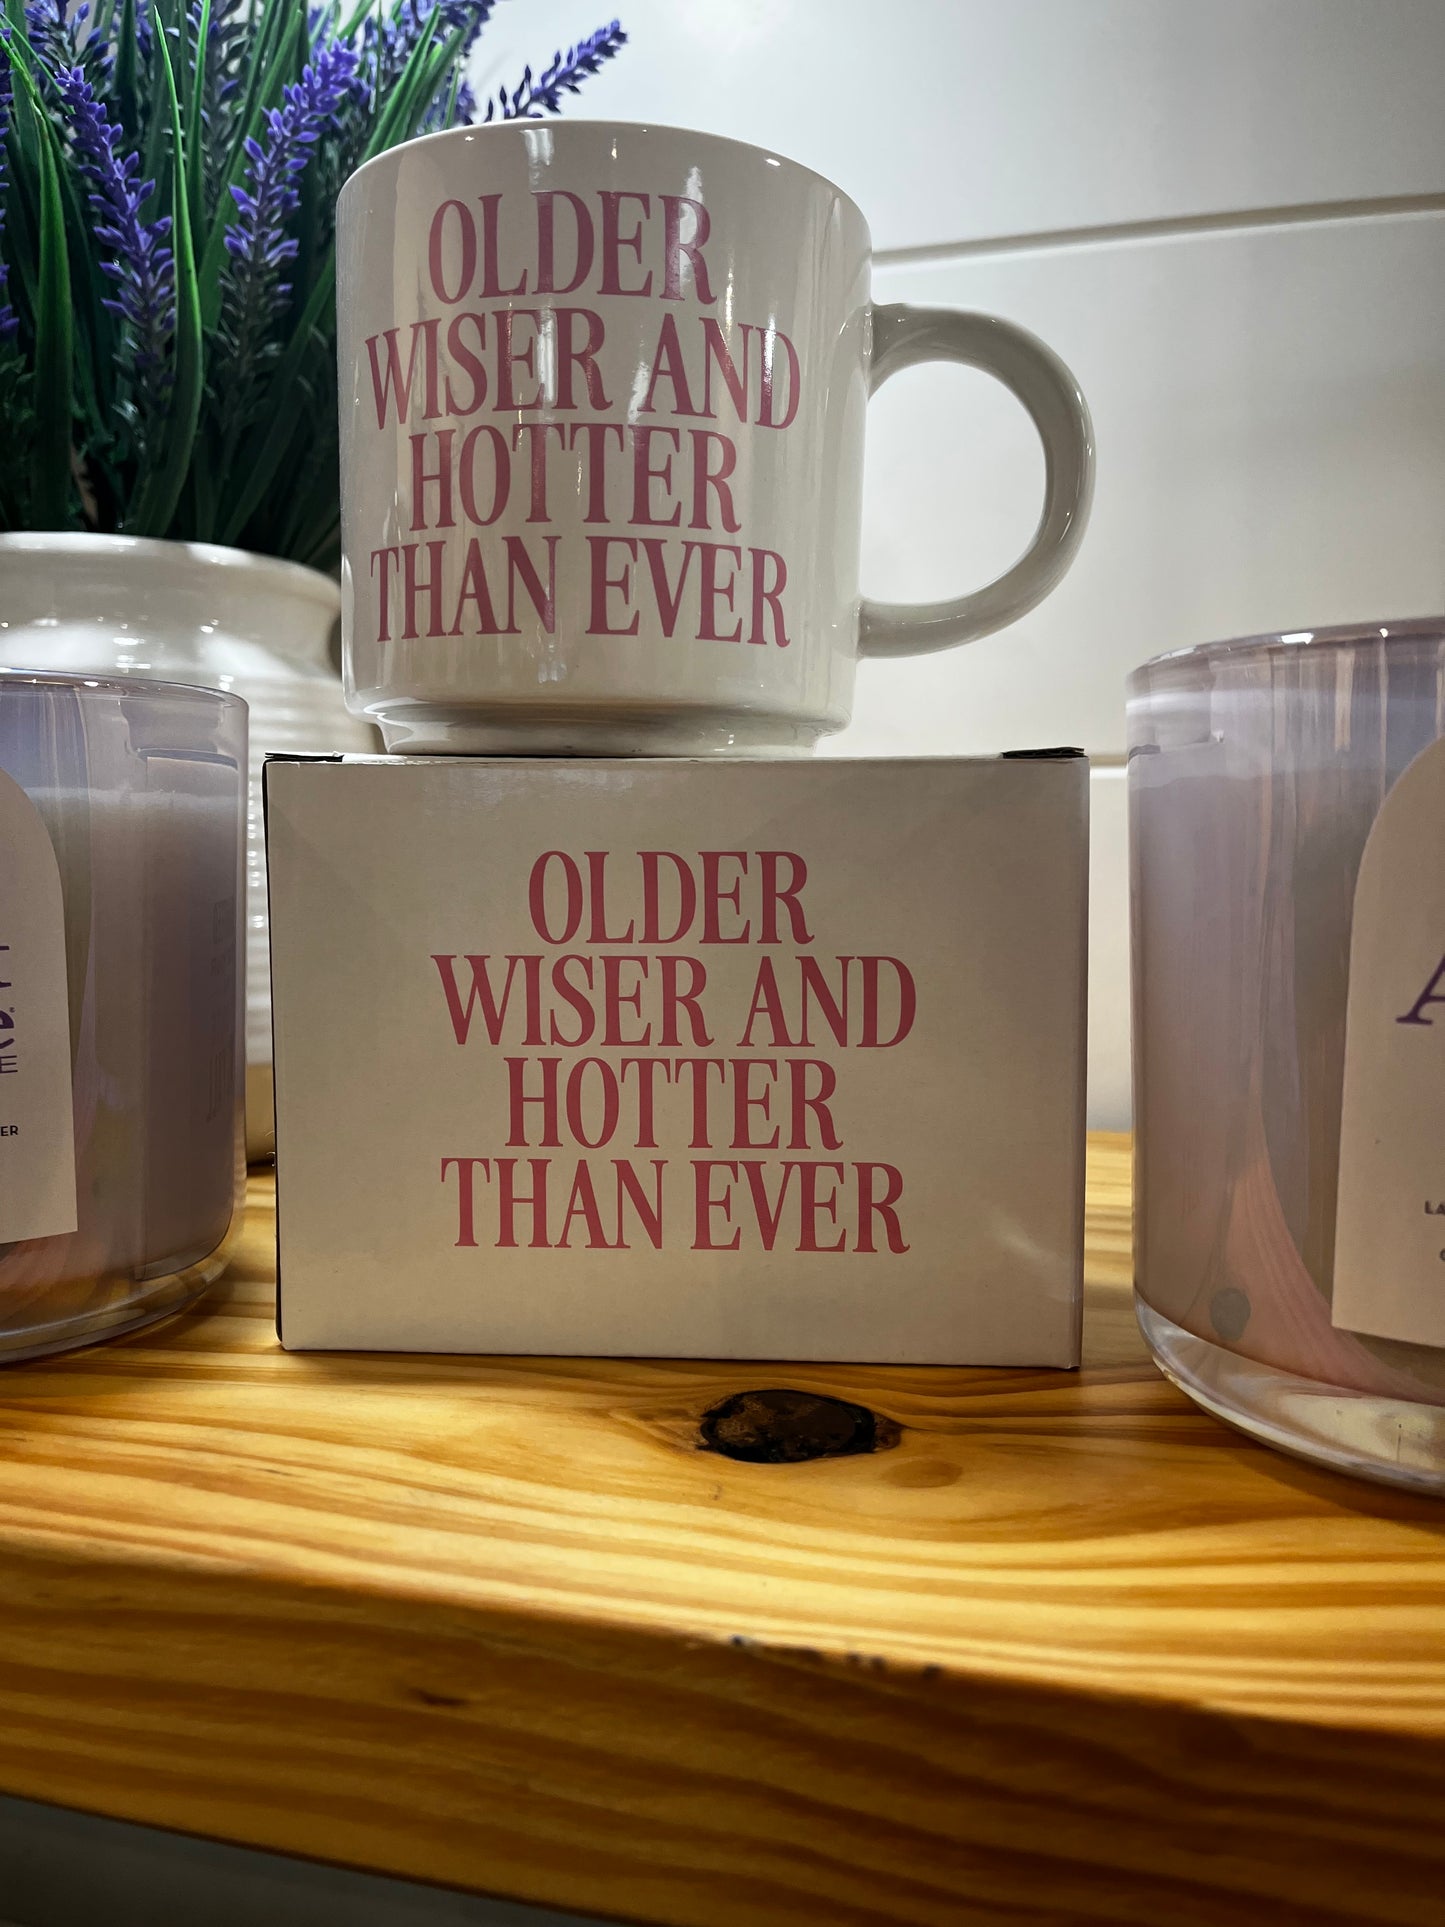 OLDER
WISER AND
HOTTER
THAN EVER
OLDER
WISER AND
HOTTER
THAN EVER